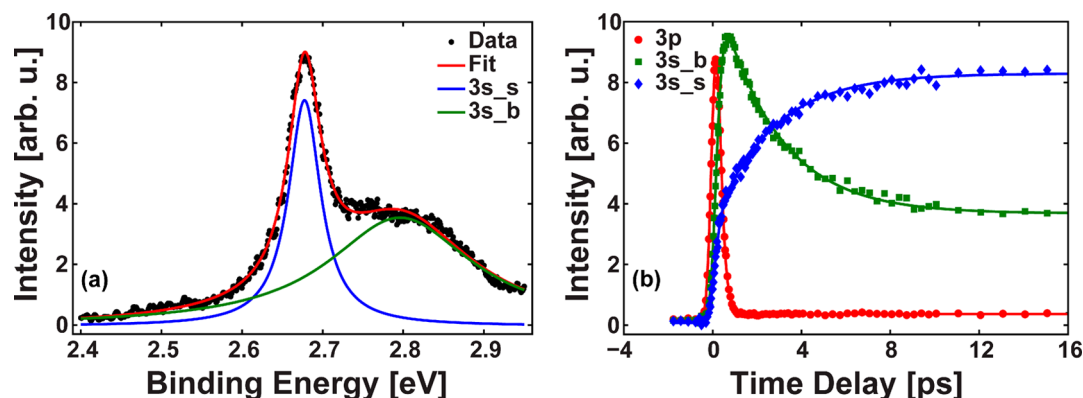 10
8
6
4
2
0
Intensity [arb. u.]
Data
Fit
3s_s
3s_b
(a)
2.4 2.5 2.6 2.7 2.8 2.9
Binding Energy [eV]
10
8
6
4
2
0
Intensity [arb. u.]
3p
3s_b
3s_s
(b)
−4 0 4 8 12 16
Time Delay [ps]